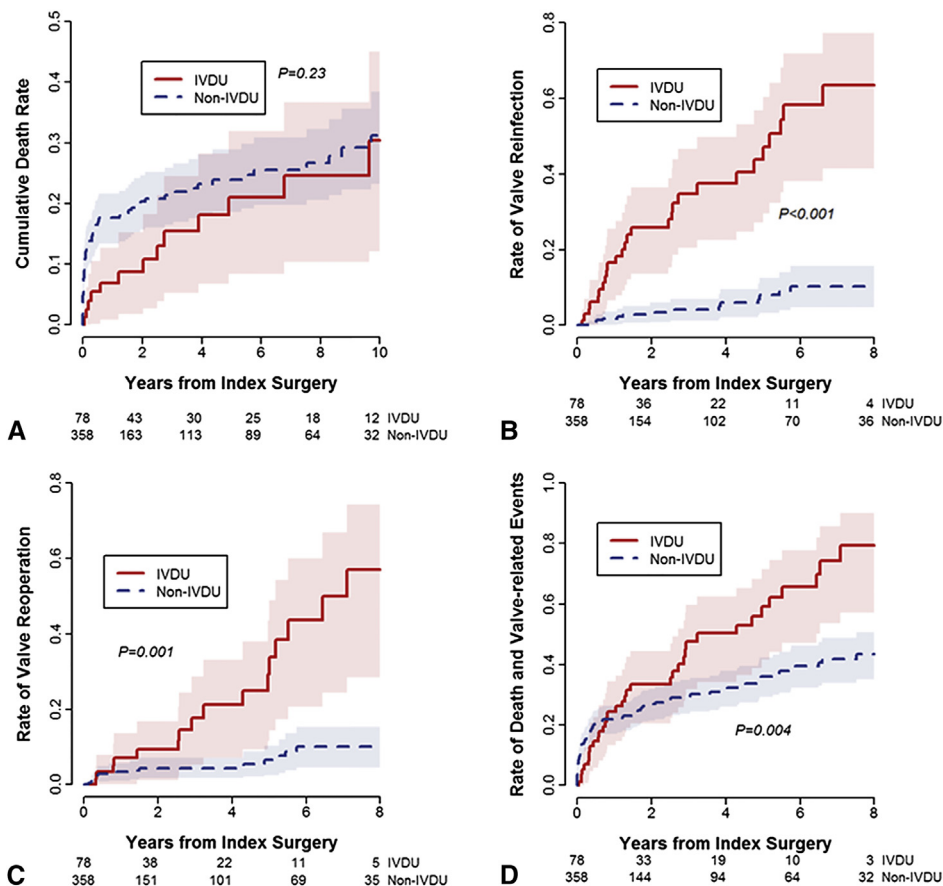 0.5
0.4
0.3
0.2
0.1
0.0
Cumulative Death Rate
IVDU
Non-IVDU
P=0.23
0 2 4 6 8 10
Years from Index Surgery
78 43 30 25 18 12 IVDU
358 163 113 89 64 32 Non-IVDU
A
0.8
0.6
0.4
0.2
0.0
Rate of Valve Reinfection
IVDU
Non-IVDU
P<0.001
0 2 4 6 8
Years from Index Surgery
78 36 22 11 4 IVDU
358 154 102 70 36 Non-IVDU
B
0.8
0.6
0.4
0.2
0.0
Rate of Valve Reoperation
IVDU
Non-IVDU
P=0.001
0 2 4 6 8
Years from Index Surgery
78 38 22 11 5 IVDU
358 151 101 69 35 Non-IVDU
C
1.0
0.8
0.6
0.4
0.2
0.0
Rate of Death and Valve-related Events
IVDU
Non-IVDU
P=0.004
0 2 4 6 8
Years from Index Surgery
78 33 19 10 3 IVDU
358 144 94 64 32 Non-IVDU
D